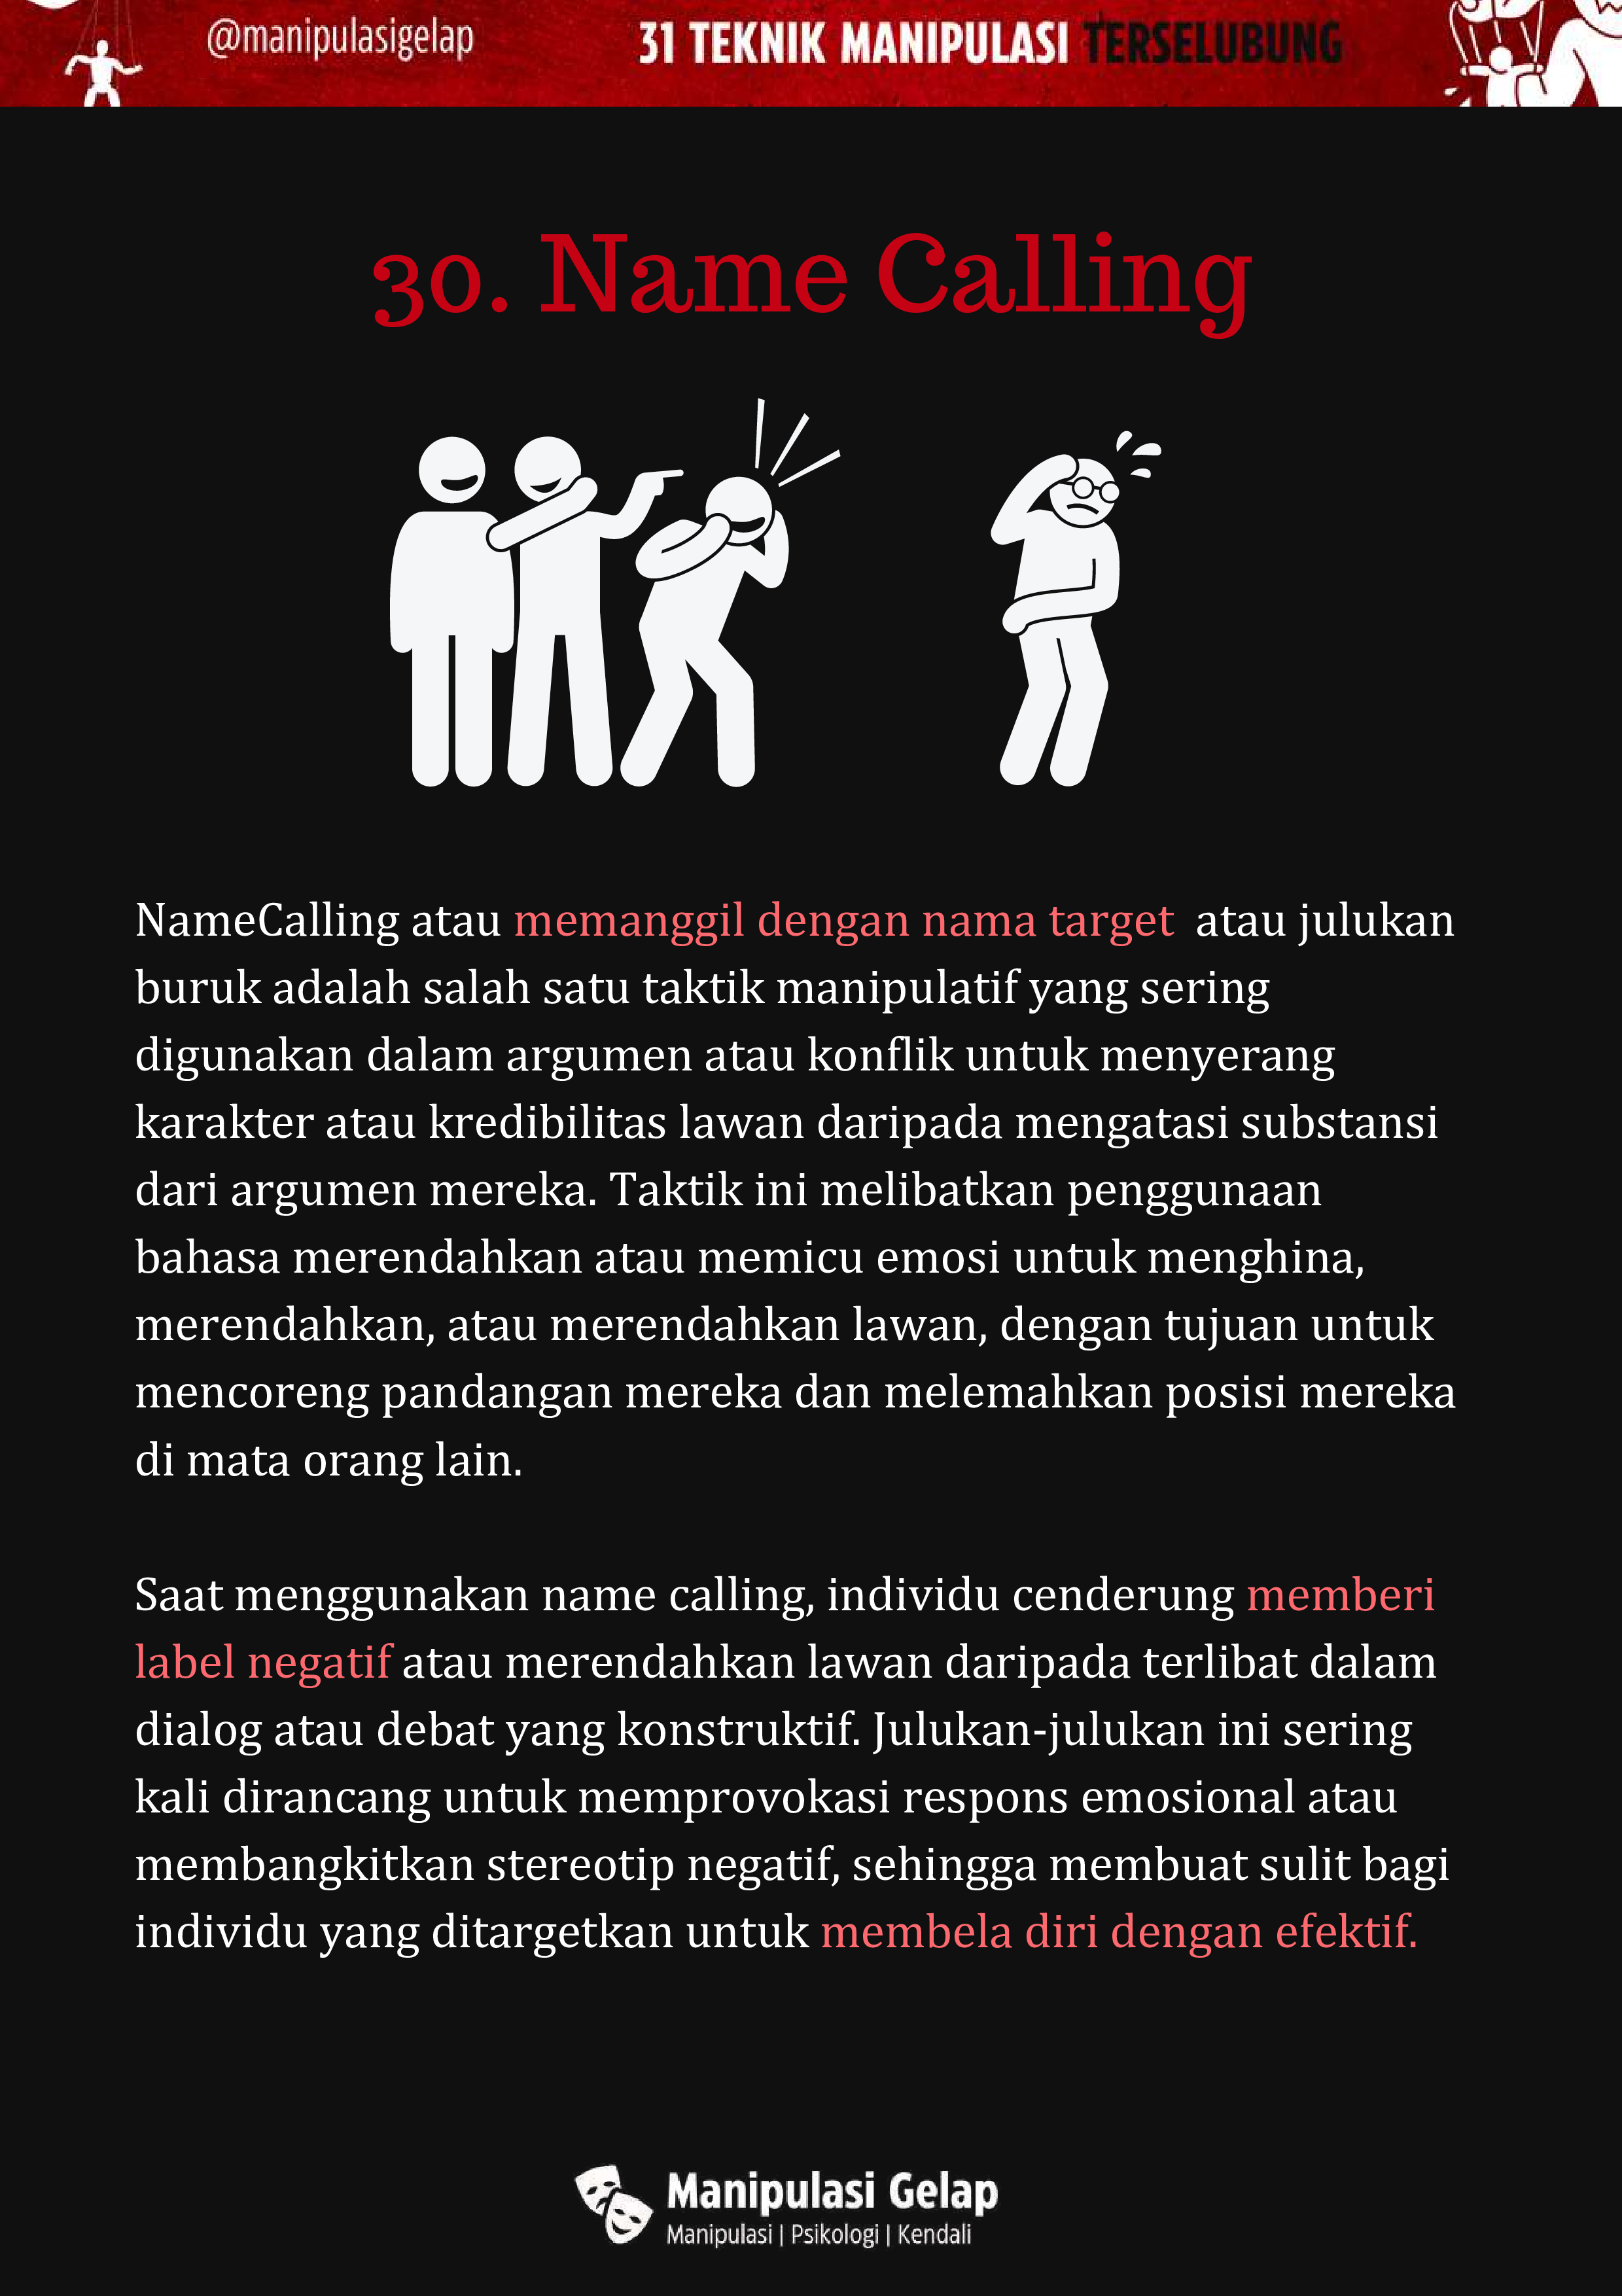 @manipulasigelap
31 TEKNIK MANIPULASI TERSELUBUNG
30. Name Calling
NameCalling atau memanggil dengan nama target atau julukan
buruk adalah salah satu taktik manipulatif yang sering
digunakan dalam argumen atau konflik untuk menyerang
karakter atau kredibilitas lawan daripada mengatasi substansi
dari argumen mereka. Taktik ini melibatkan penggunaan
bahasa merendahkan atau memicu emosi untuk menghina,
merendahkan, atau merendahkan lawan, dengan tujuan untuk
mencoreng pandangan mereka dan melemahkan posisi mereka
di mata orang lain.
Saat menggunakan name calling, individu cenderung memberi
label negatif atau merendahkan lawan daripada terlibat dalam
dialog atau debat yang konstruktif. Julukan-julukan ini sering
kali dirancang untuk memprovokasi respons emosional atau
membangkitkan stereotip negatif, sehingga membuat sulit bagi
individu yang ditargetkan untuk membela diri dengan efektif.
Manipulasi Gelap
Manipulasi | Psikologi | Kendali